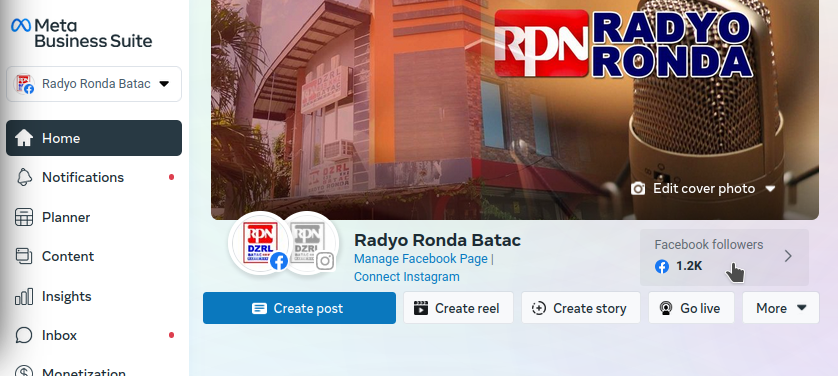 Meta
Business Suite
Radyo Ronda Batac
Home
Notifications
Planner
Content
Insights
Inbox
Monetization
RPN RADYO
RONDA
Edit cover photo
RPN
DZRL
BATAC
RPN
DZRL
BATAC
Radyo Ronda Batac
Manage Facebook Page |
Connect Instagram
Facebook followers
1.2K
Create post
Create reel
Create story
Go live
More